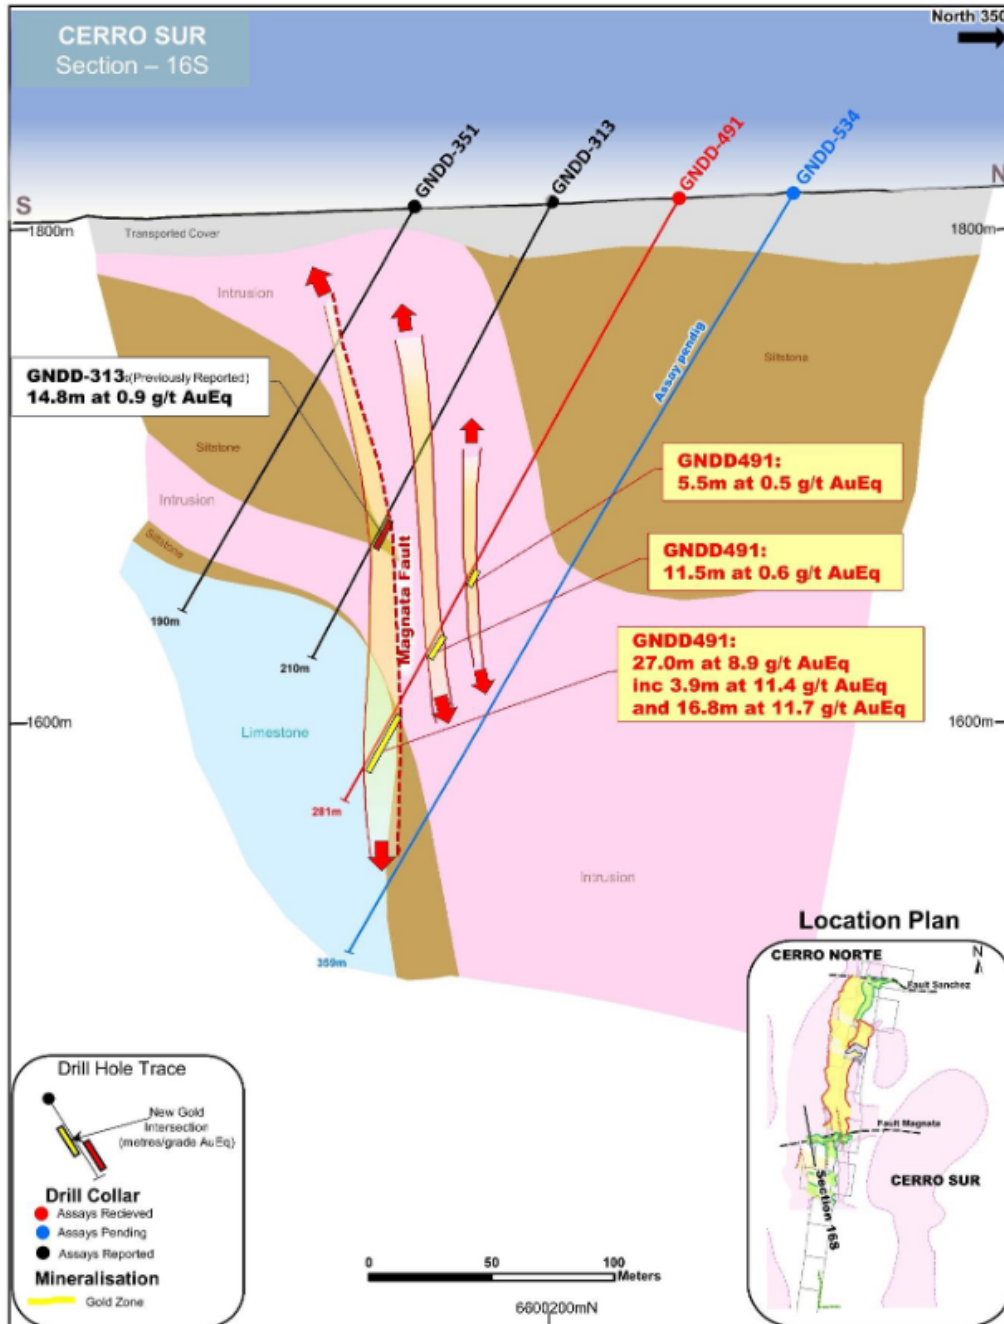 CERRO SUR
Section – 16S
North 350
GNDD-351
GNDD-313
GNDD-491
GNDD-534
S
N
1800m
1800m
Transported Cover
Intrusion
Assay pendig
Siltstone
GNDD-313 (Previously Reported)
14.8m at 0.9 g/t AuEq
Siltstone
GNDD491:
5.5m at 0.5 g/t AuEq
Intrusion
Siltstone
Magnata Fault
GNDD491:
11.5m at 0.6 g/t AuEq
190m
210m
GNDD491:
27.0m at 8.9 g/t AuEq
inc 3.9m at 11.4 g/t AuEq
and 16.8m at 11.7 g/t AuEq
1600m
1600m
Limestone
281m
Intrusion
359m
Location Plan
CERRO NORTE
N
Fault Sanchez
Fault Magnata
CERRO SUR
Section 16S
Drill Hole Trace
New Gold
Intersection
(metres/grade AuEq)
Drill Collar
Assays Recieved
Assays Pending
Assays Reported
Mineralisation
Gold Zone
0 50 100
Meters
6600200mN